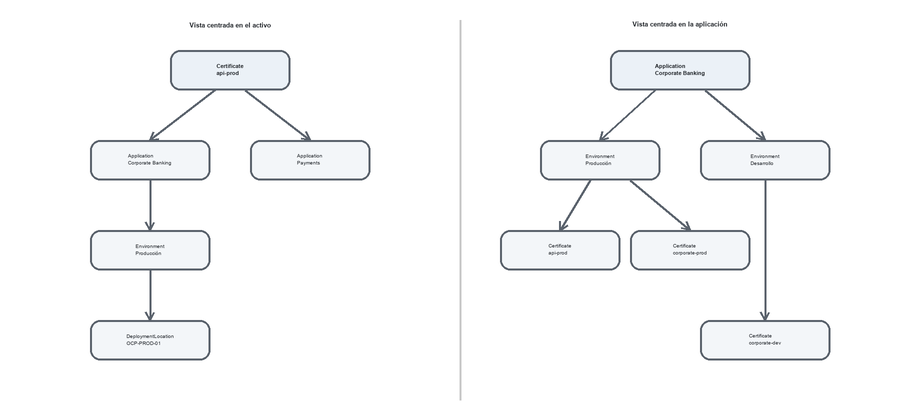 Vista centrada en el activo
Certificate
api-prod
Application
Corporate Banking
Application
Payments
Environment
Producción
DeploymentLocation
OCP-PROD-01
Vista centrada en la aplicación
Application
Corporate Banking
Environment
Producción
Environment
Desarrollo
Certificate
api-prod
Certificate
corporate-prod
Certificate
corporate-dev